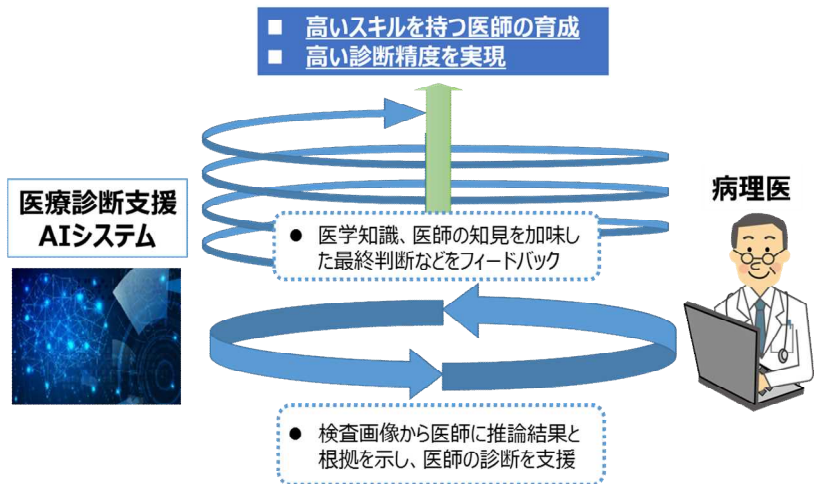 ■ 高いスキルを持つ医師の育成
■ 高い診断精度を実現
医療診断支援
AIシステム
病理医
● 医学知識、医師の知見を加味し
た最終判断などをフィードバック
● 検査画像から医師に推論結果と
根拠を示し、医師の診断を支援